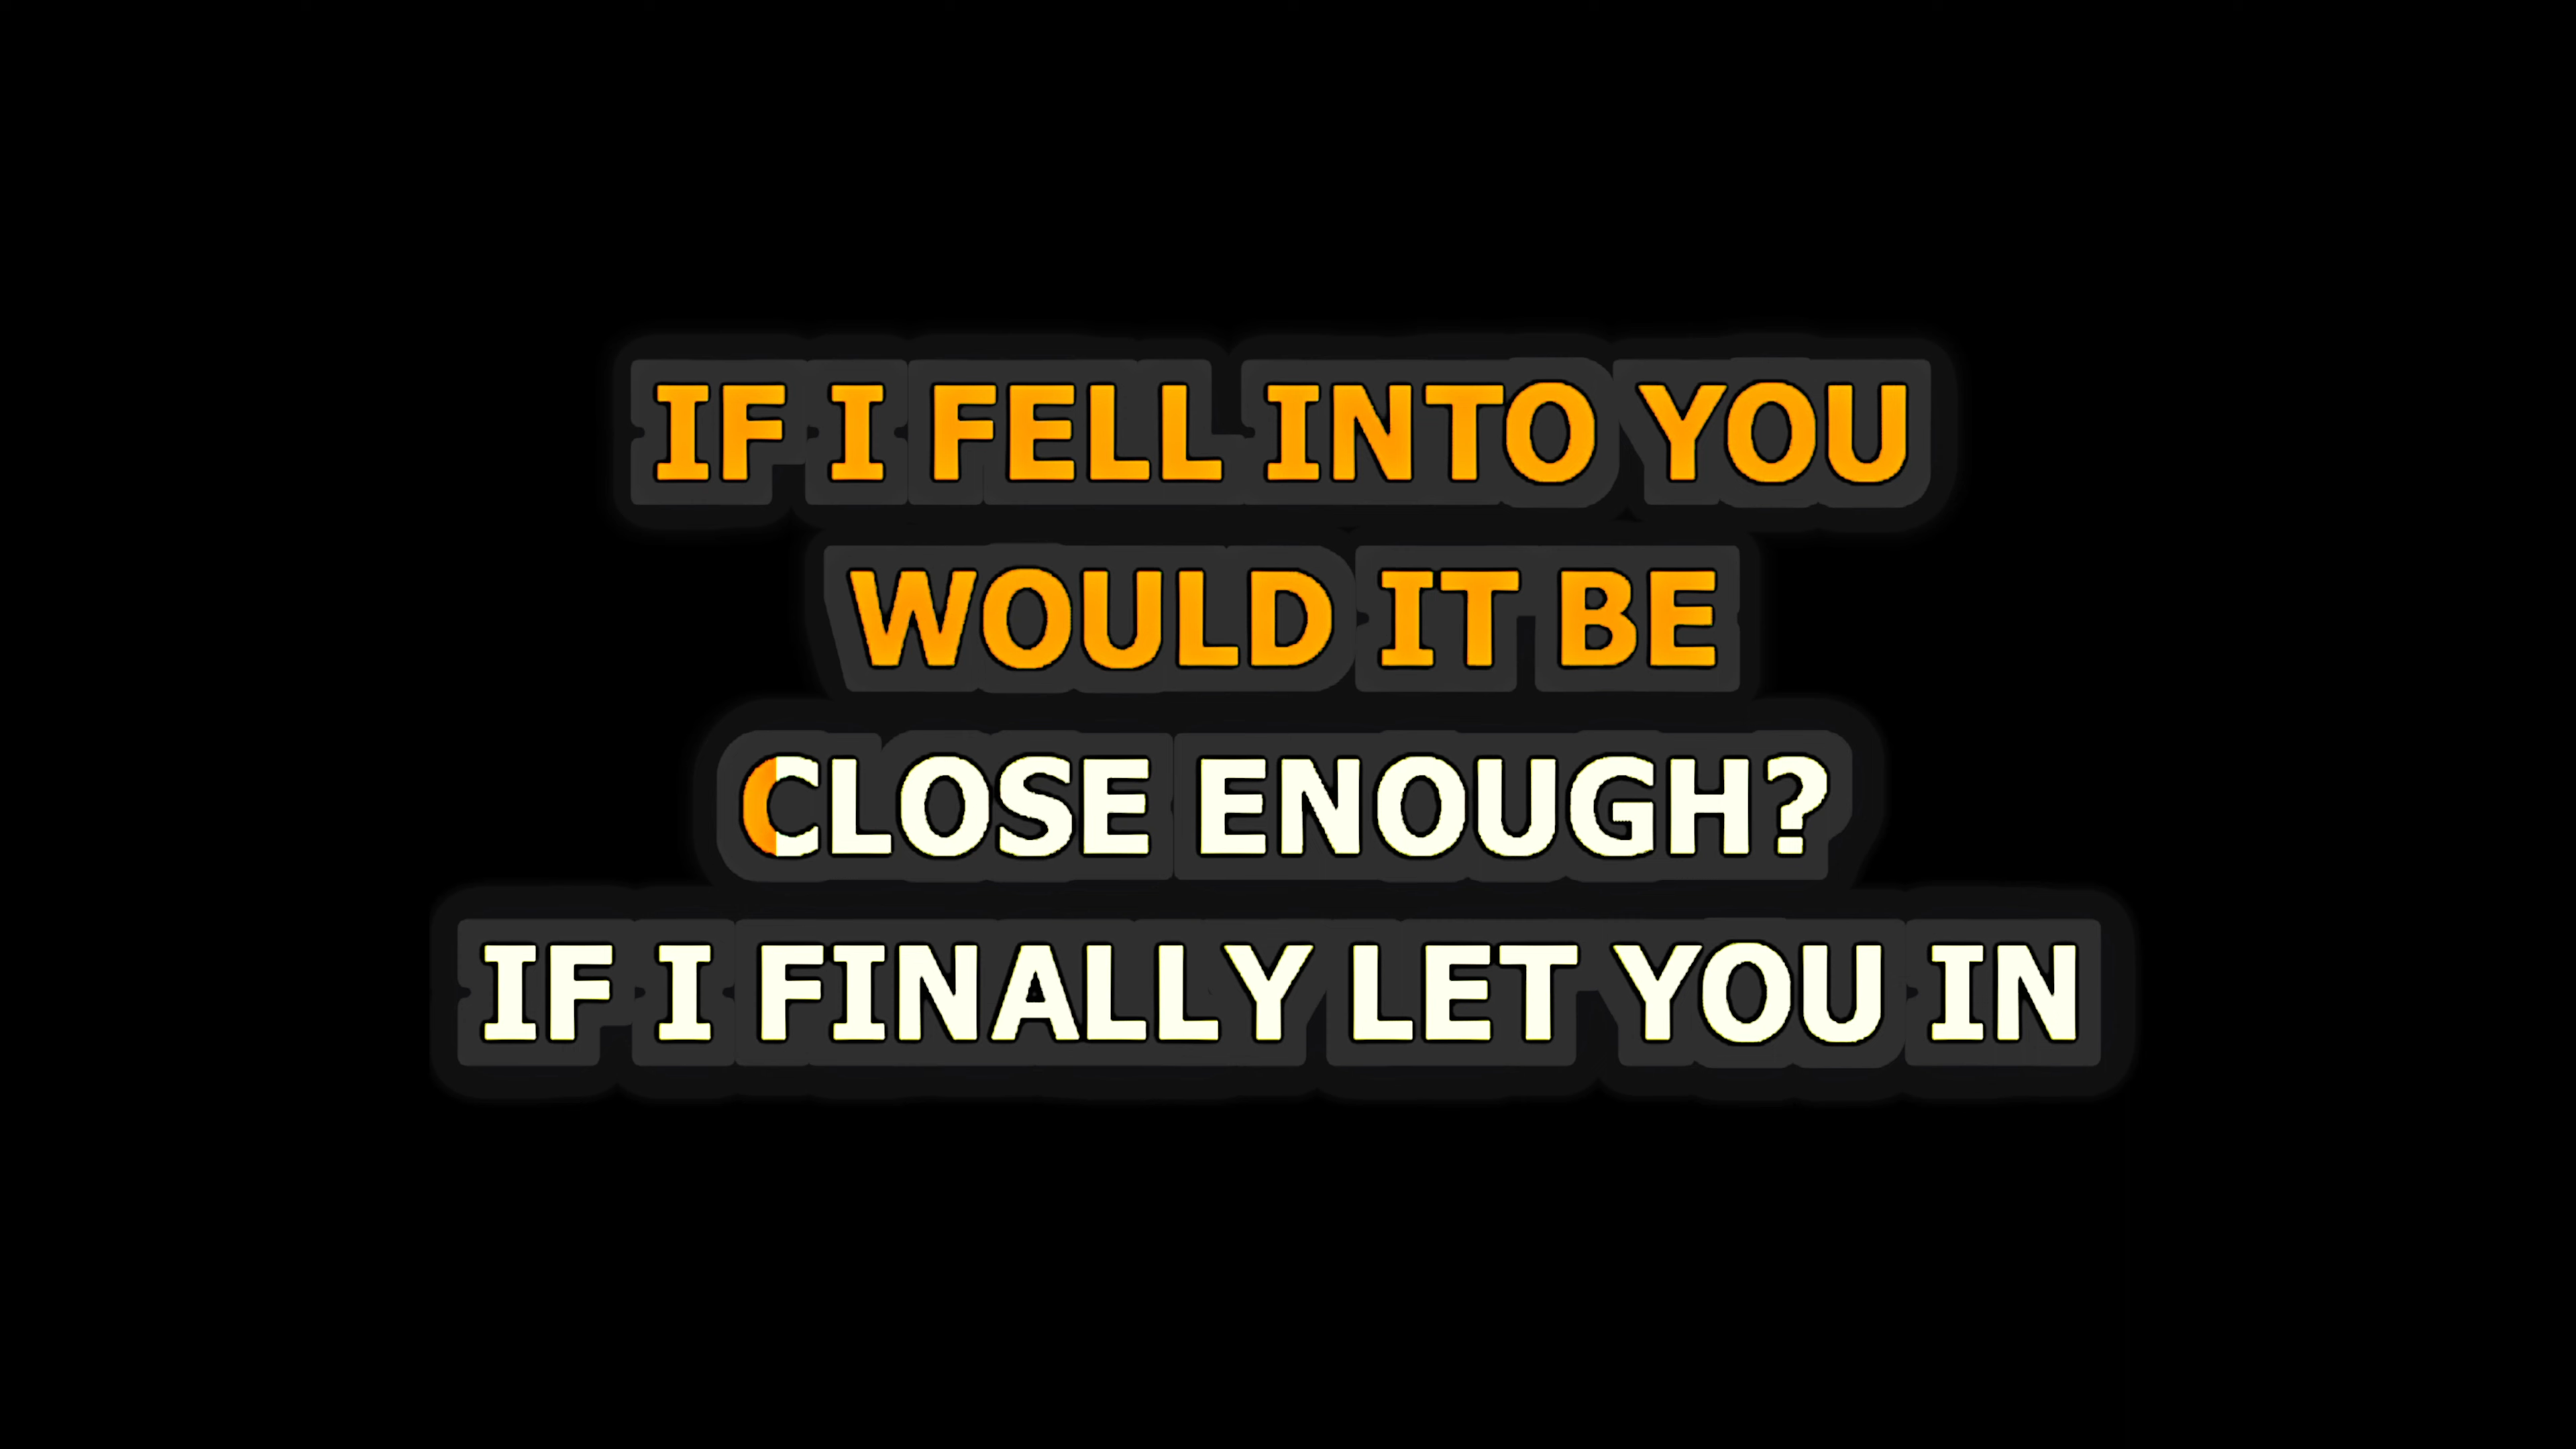 IF I FELL INTO YOU
WOULD IT BE
CLOSE ENOUGH?
IF I FINALLY LET YOU IN